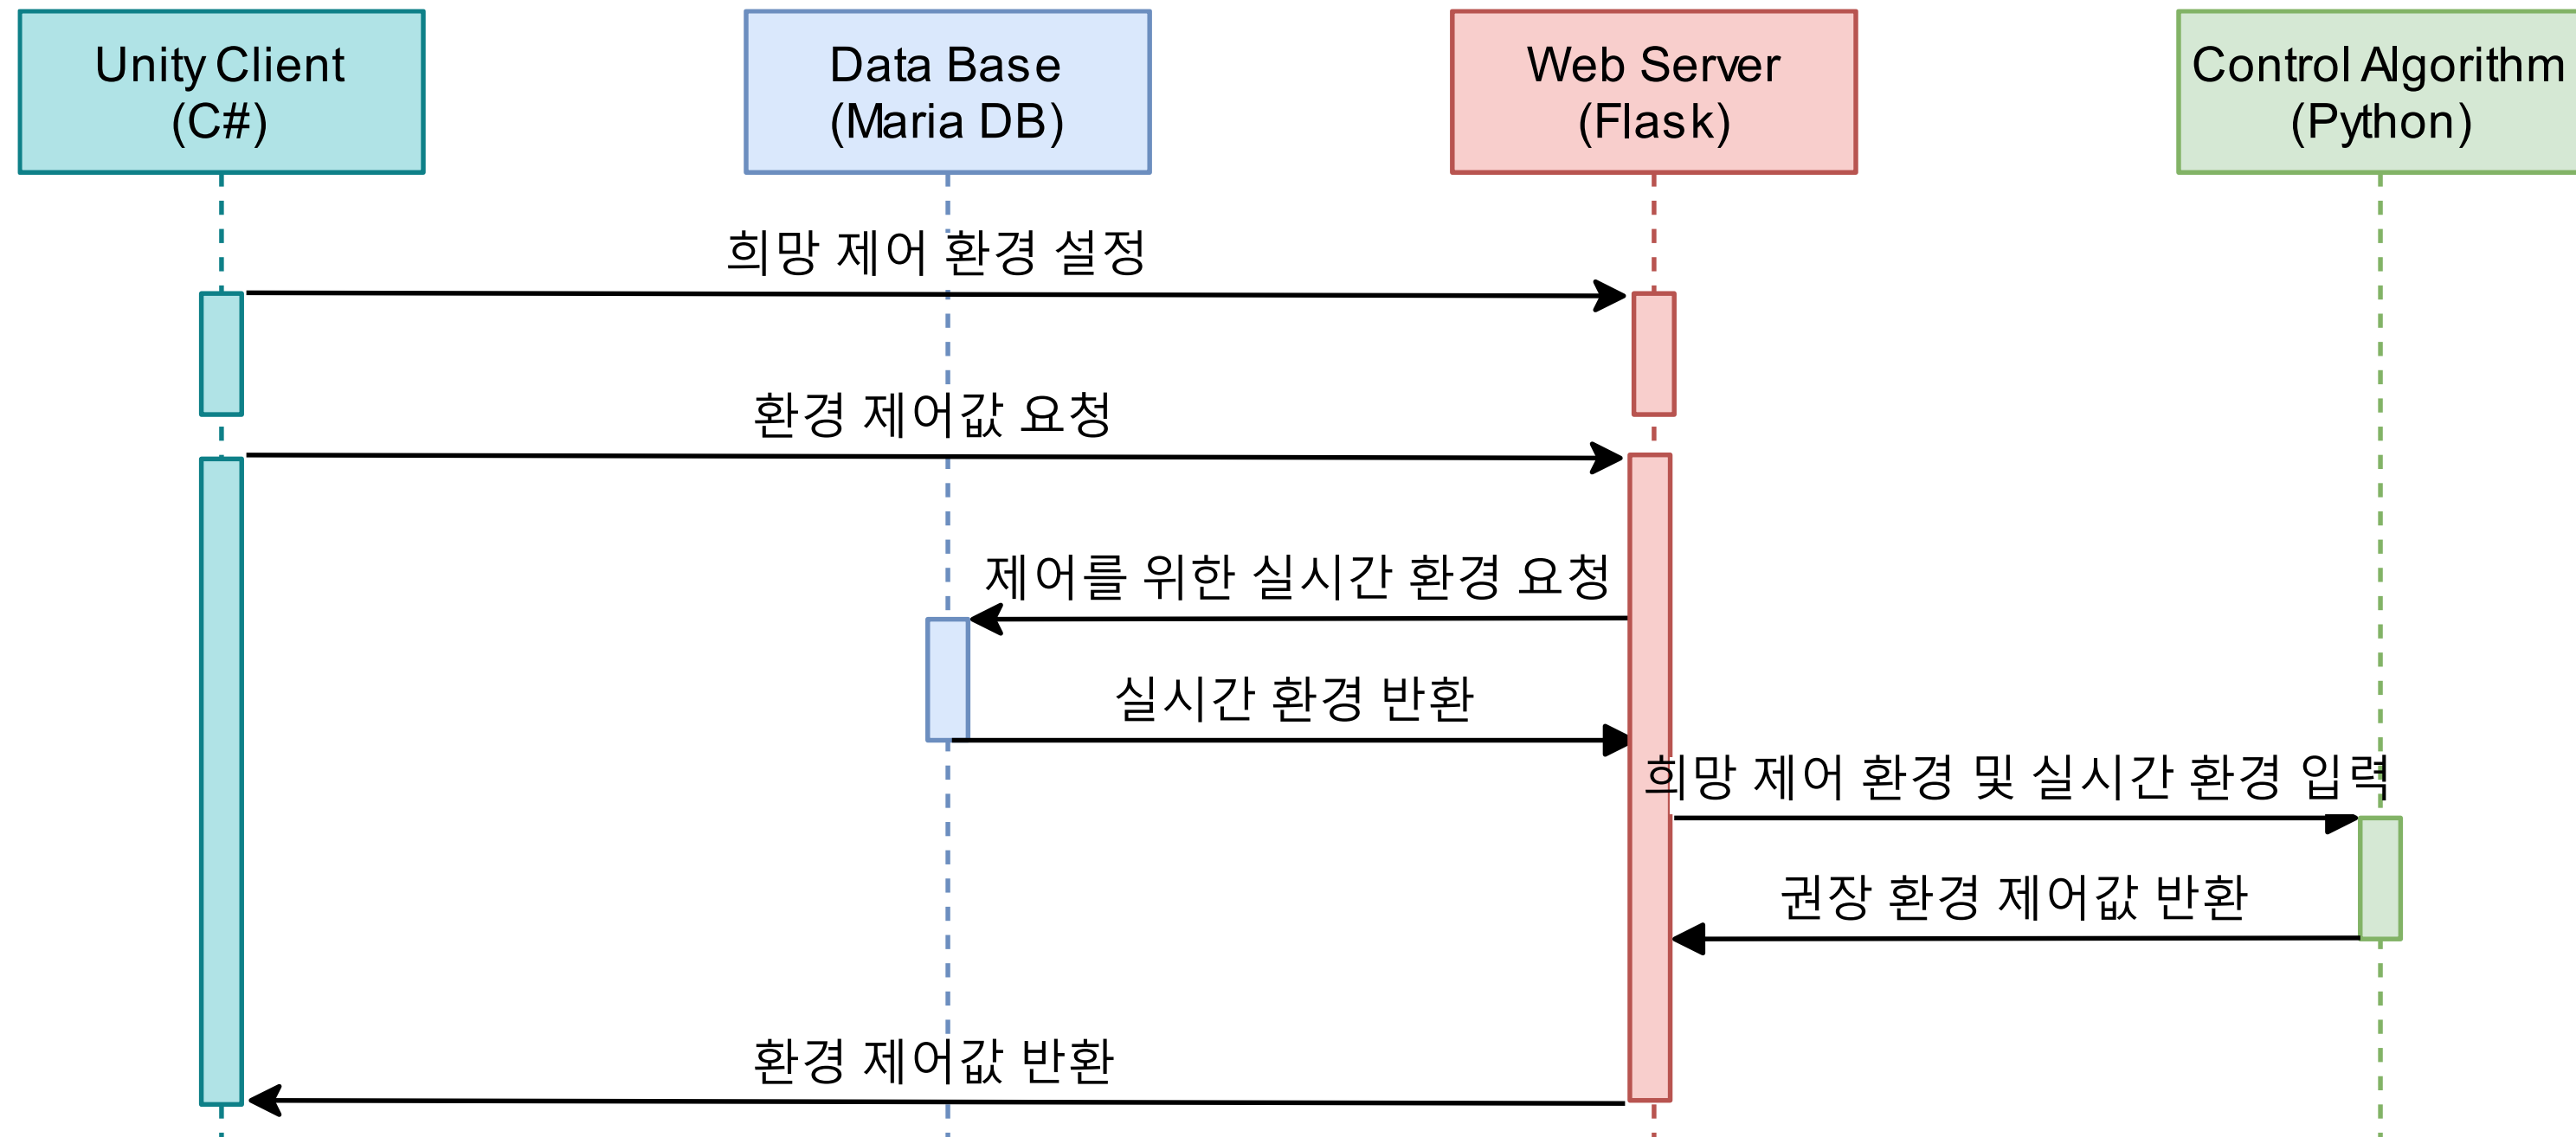 Unity Client
(C#)
Data Base
(Maria DB)
Web Server
(Flask)
Control Algorithm
(Python)
희망 제어 환경 설정
환경 제어값 요청
제어를 위한 실시간 환경 요청
실시간 환경 반환
희망 제어 환경 및 실시간 환경 입력
권장 환경 제어값 반환
환경 제어값 반환